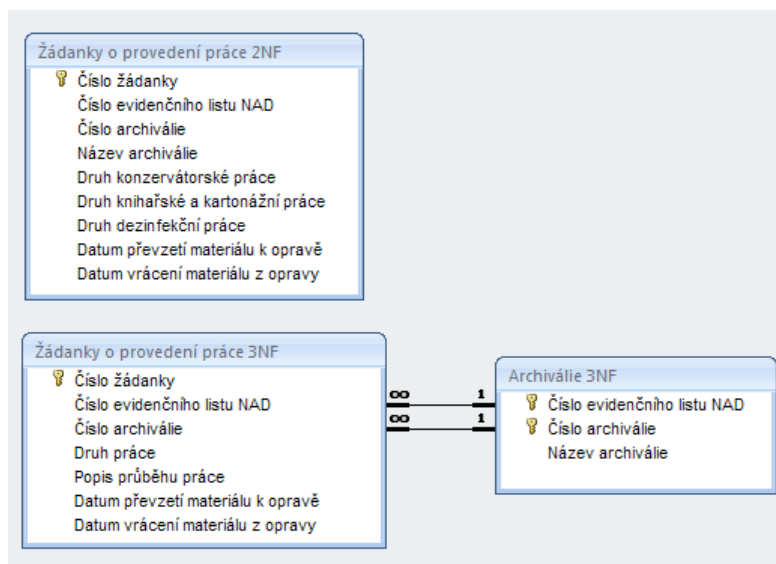 Žádanky o provedení práce 2NF
Číslo žádanky
Číslo evidenčního listu NAD
Číslo archiválie
Název archiválie
Druh konzervátorské práce
Druh knihařské a kartonážní práce
Druh dezinfekční práce
Datum převzetí materiálu k opravě
Datum vrácení materiálu z opravy
Žádanky o provedení práce 3NF
Číslo žádanky
Číslo evidenčního listu NAD
Číslo archiválie
Druh práce
Popis průběhu práce
Datum převzetí materiálu k opravě
Datum vrácení materiálu z opravy
∞ 1
∞ 1
Archiválie 3NF
Číslo evidenčního listu NAD
Číslo archiválie
Název archiválie